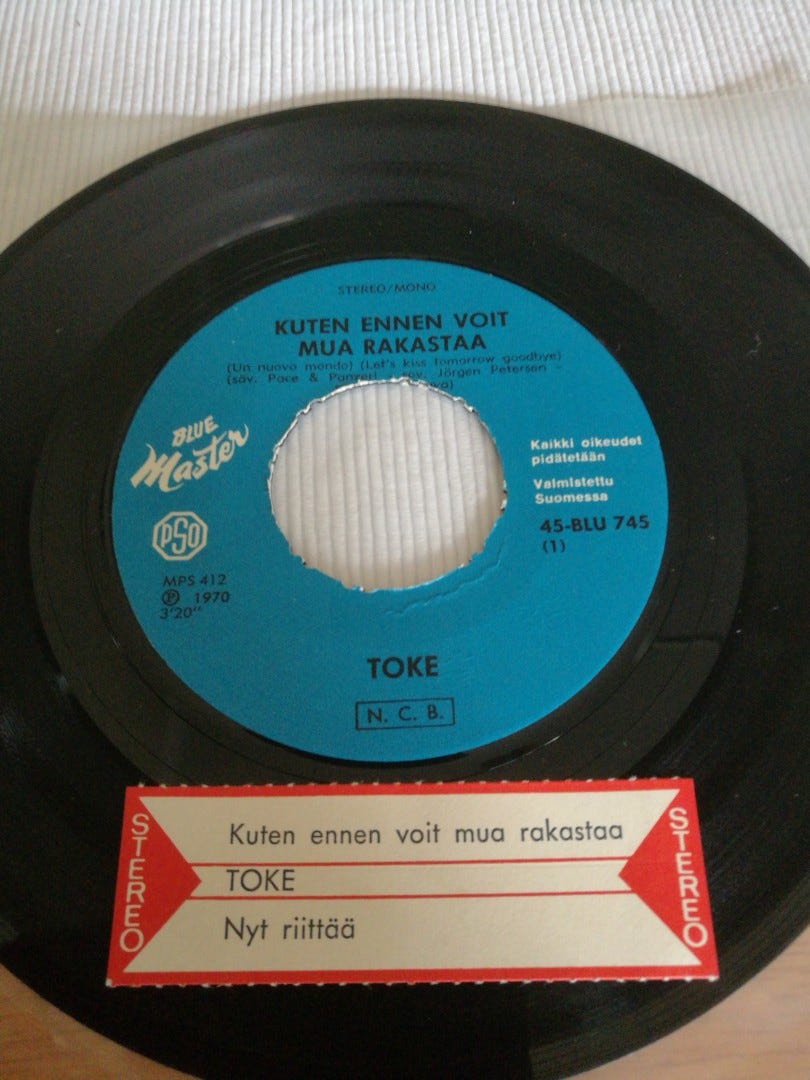 STEREO/MONO
KUTEN ENNEN VOIT
MUA RAKASTAA
(Un nuovo mondo) (Let's kiss tomorrow goodbye)
(säv. Pace & Panzeri - sov. Jörgen Petersen -
BLUE
Master
PSO
MPS 412
Ⓟ 1970
3'20"
Kaikki oikeudet
pidätetään
Valmistettu
Suomessa
45-BLU 745
(1)
TOKE
N. C. B.
STEREO
Kuten ennen voit mua rakastaa
TOKE
Nyt riittää
STEREO